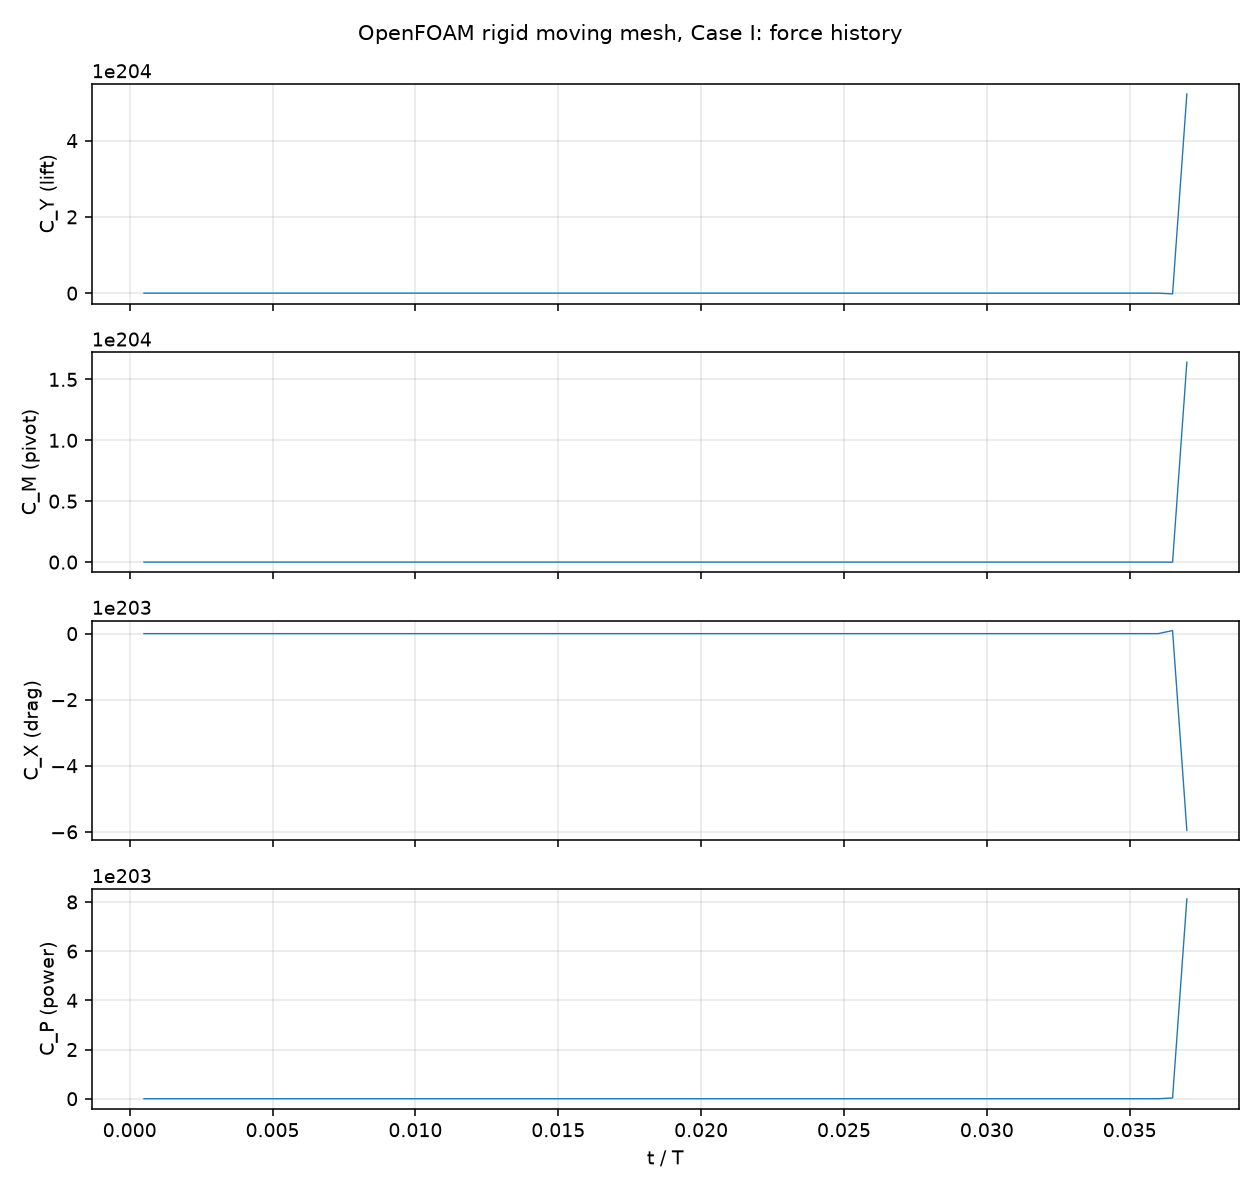 OpenFOAM rigid moving mesh, Case I: force history
1e204
4
2
0
C_Y (lift)
1e204
1.5
1.0
0.5
0.0
C_M (pivot)
1e203
0
−2
−4
−6
C_X (drag)
1e203
8
6
4
2
0
C_P (power)
0.000 0.005 0.010 0.015 0.020 0.025 0.030 0.035
t / T